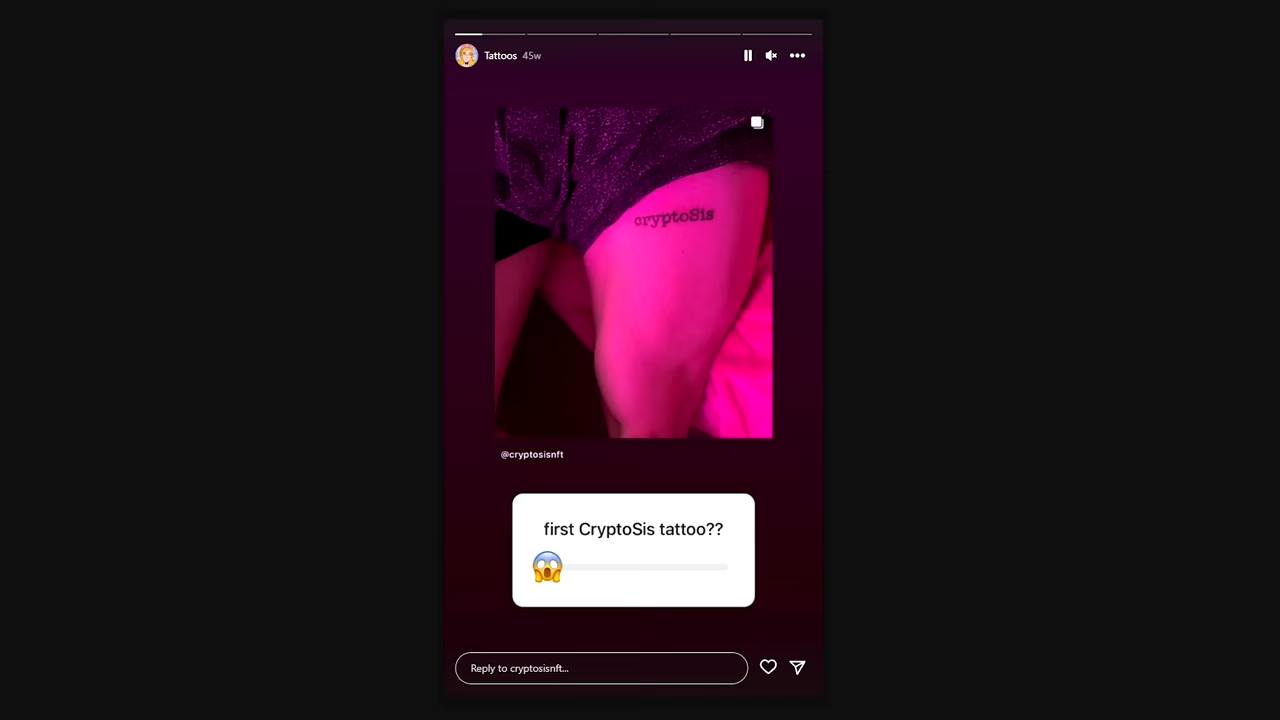 Tattoos 45w
cryptoSis
@cryptosisnft
first CryptoSis tattoo??
Reply to cryptosisnft...